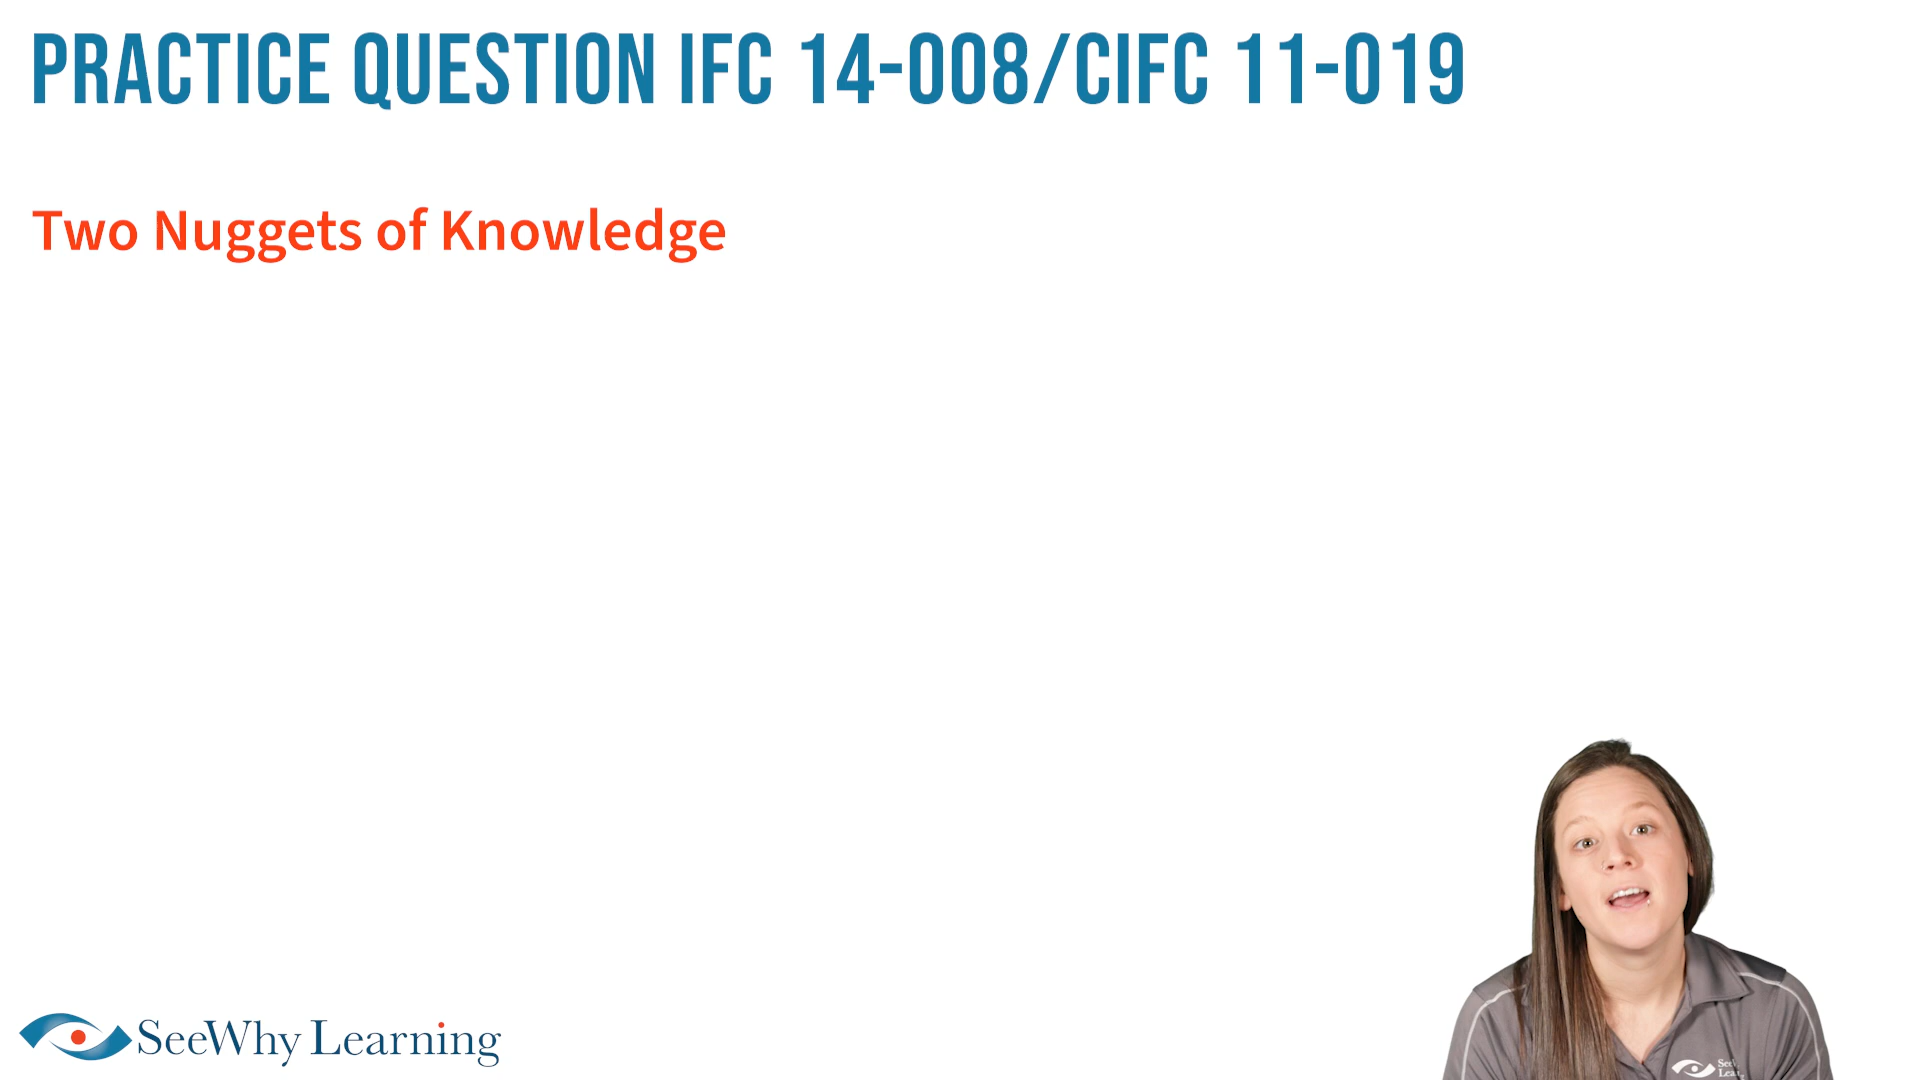 PRACTICE QUESTION IFC 14-008/CIFC 11-019
Two Nuggets of Knowledge
SeeWhy Learning